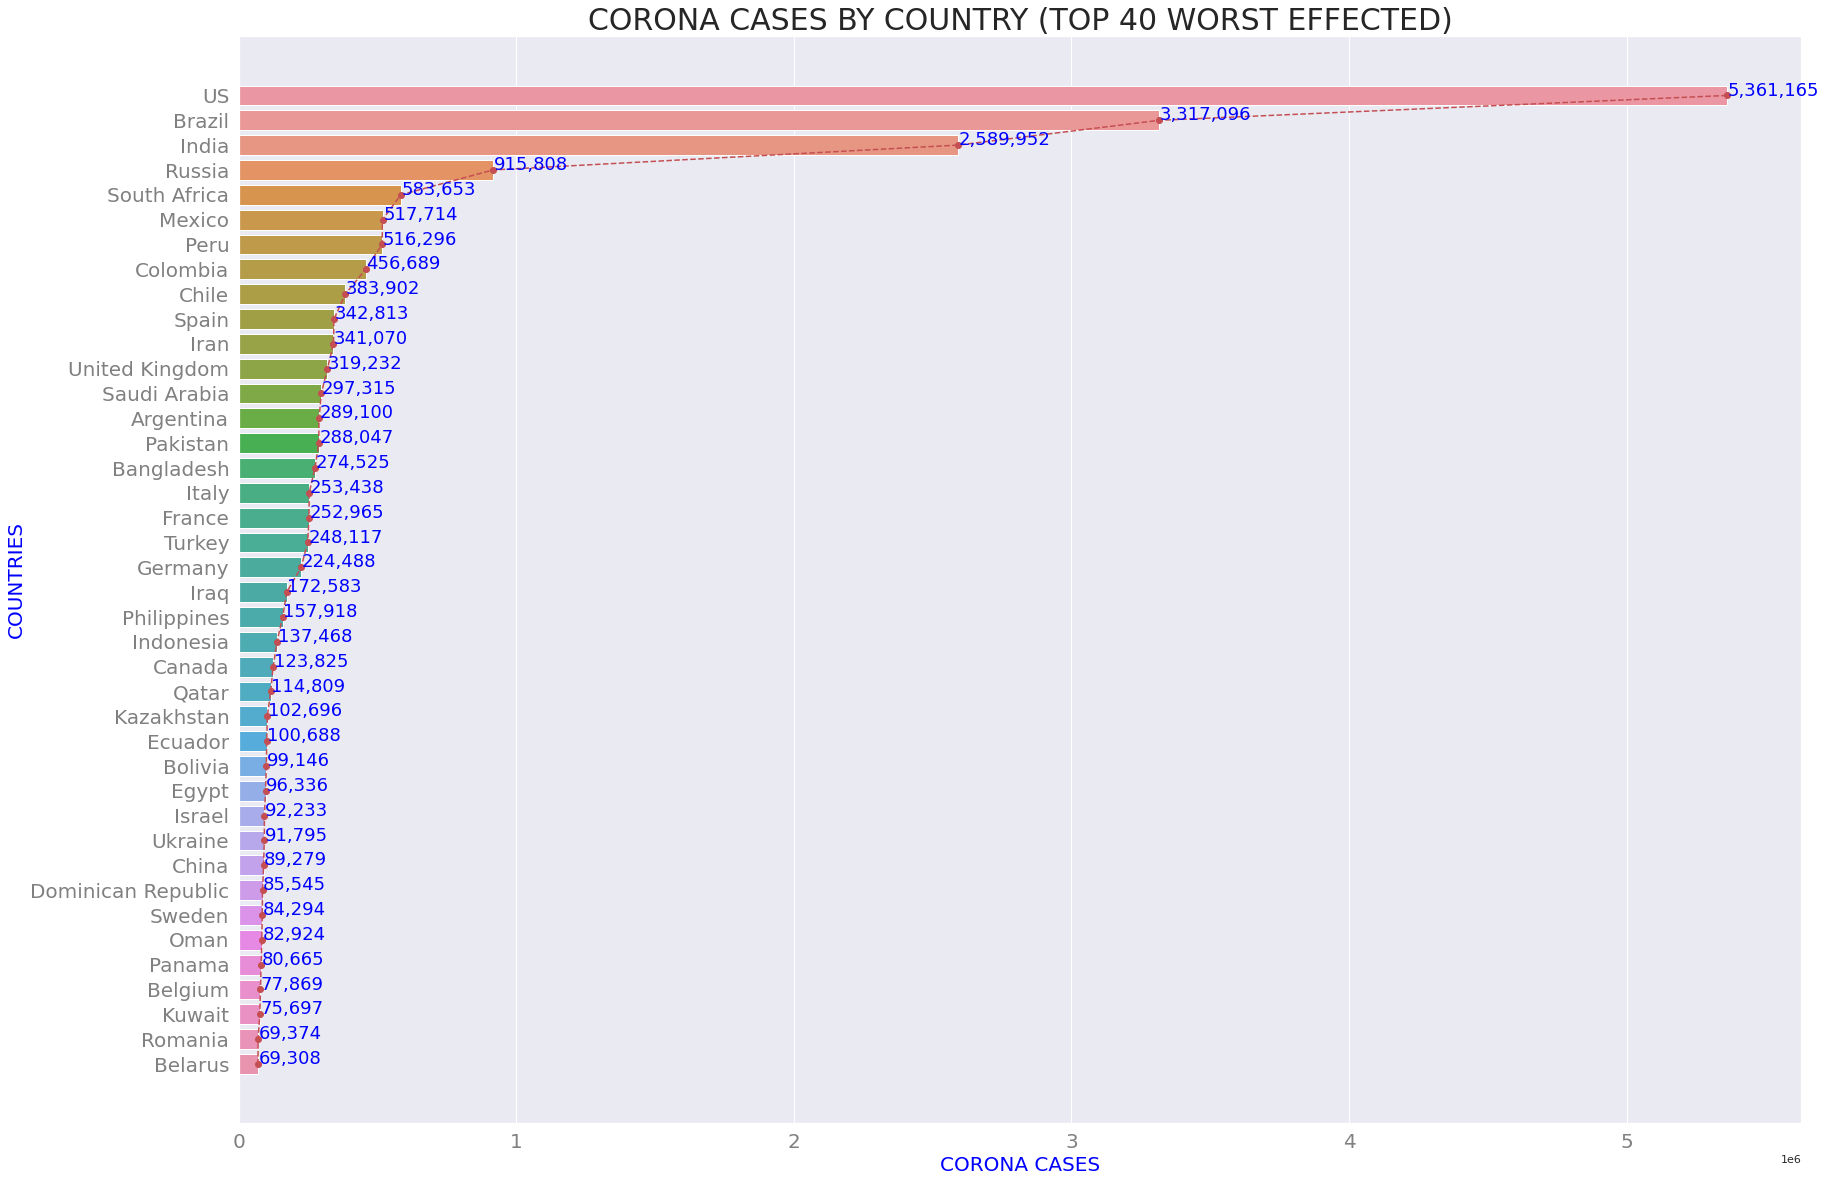 CORONA CASES BY COUNTRY (TOP 40 WORST EFFECTED)
US 5,361,165
Brazil 3,317,096
India 2,589,952
Russia 915,808
South Africa 583,653
Mexico 517,714
Peru 516,296
Colombia 456,689
Chile 383,902
Spain 342,813
Iran 341,070
United Kingdom 319,232
Saudi Arabia 297,315
Argentina 289,100
Pakistan 288,047
Bangladesh 274,525
Italy 253,438
France 252,965
Turkey 248,117
Germany 224,488
Iraq 172,583
Philippines 157,918
Indonesia 137,468
Canada 123,825
Qatar 114,809
Kazakhstan 102,696
Ecuador 100,688
Bolivia 99,146
Egypt 96,336
Israel 92,233
Ukraine 91,795
China 89,279
Dominican Republic 85,545
Sweden 84,294
Oman 82,924
Panama 80,665
Belgium 77,869
Kuwait 75,697
Romania 69,374
Belarus 69,308
COUNTRIES
0 1 2 3 4 5
CORONA CASES
1e6